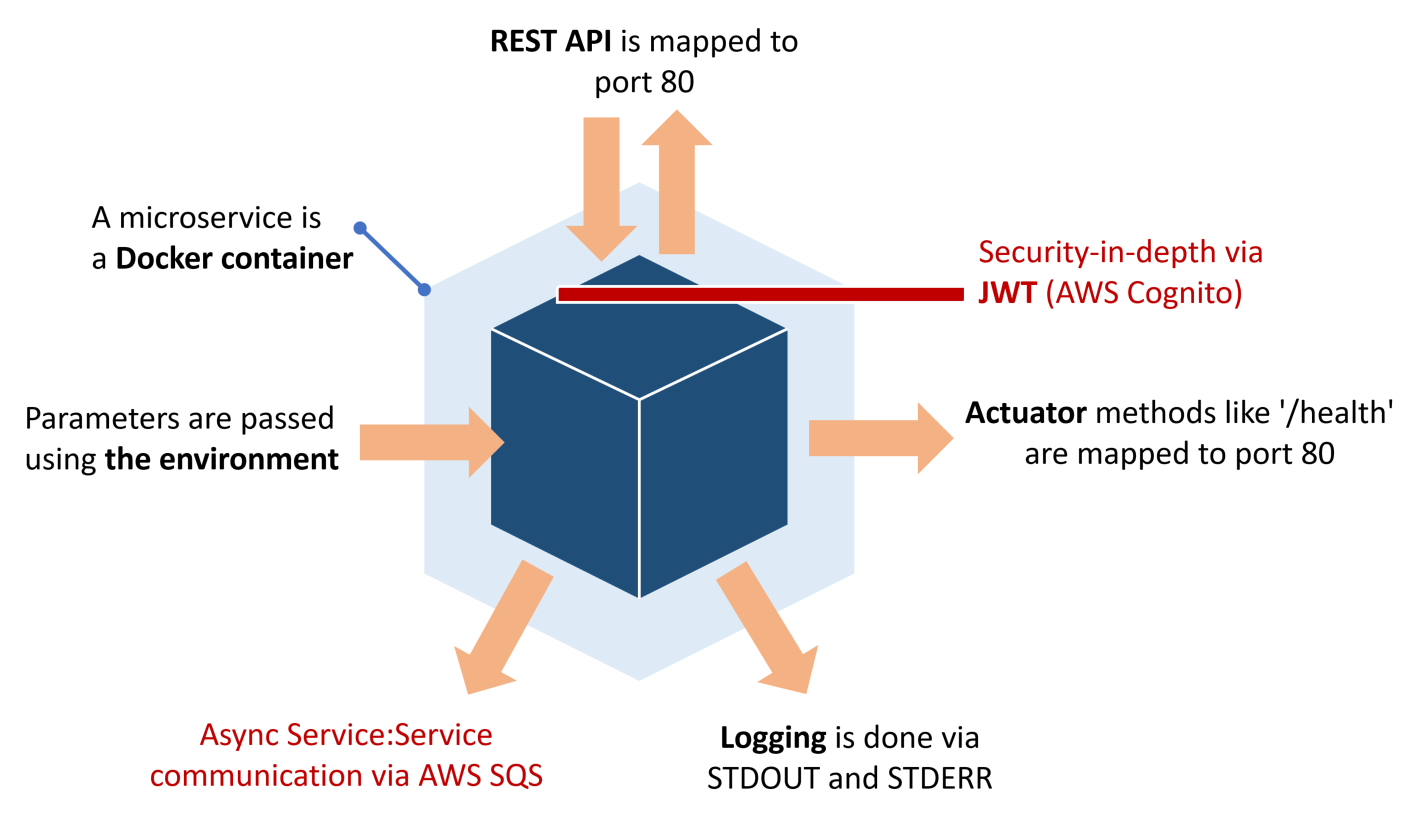 REST API is mapped to
port 80
A microservice is
a Docker container
Security-in-depth via
JWT (AWS Cognito)
Parameters are passed
using the environment
Actuator methods like '/health'
are mapped to port 80
Async Service:Service
communication via AWS SQS
Logging is done via
STDOUT and STDERR